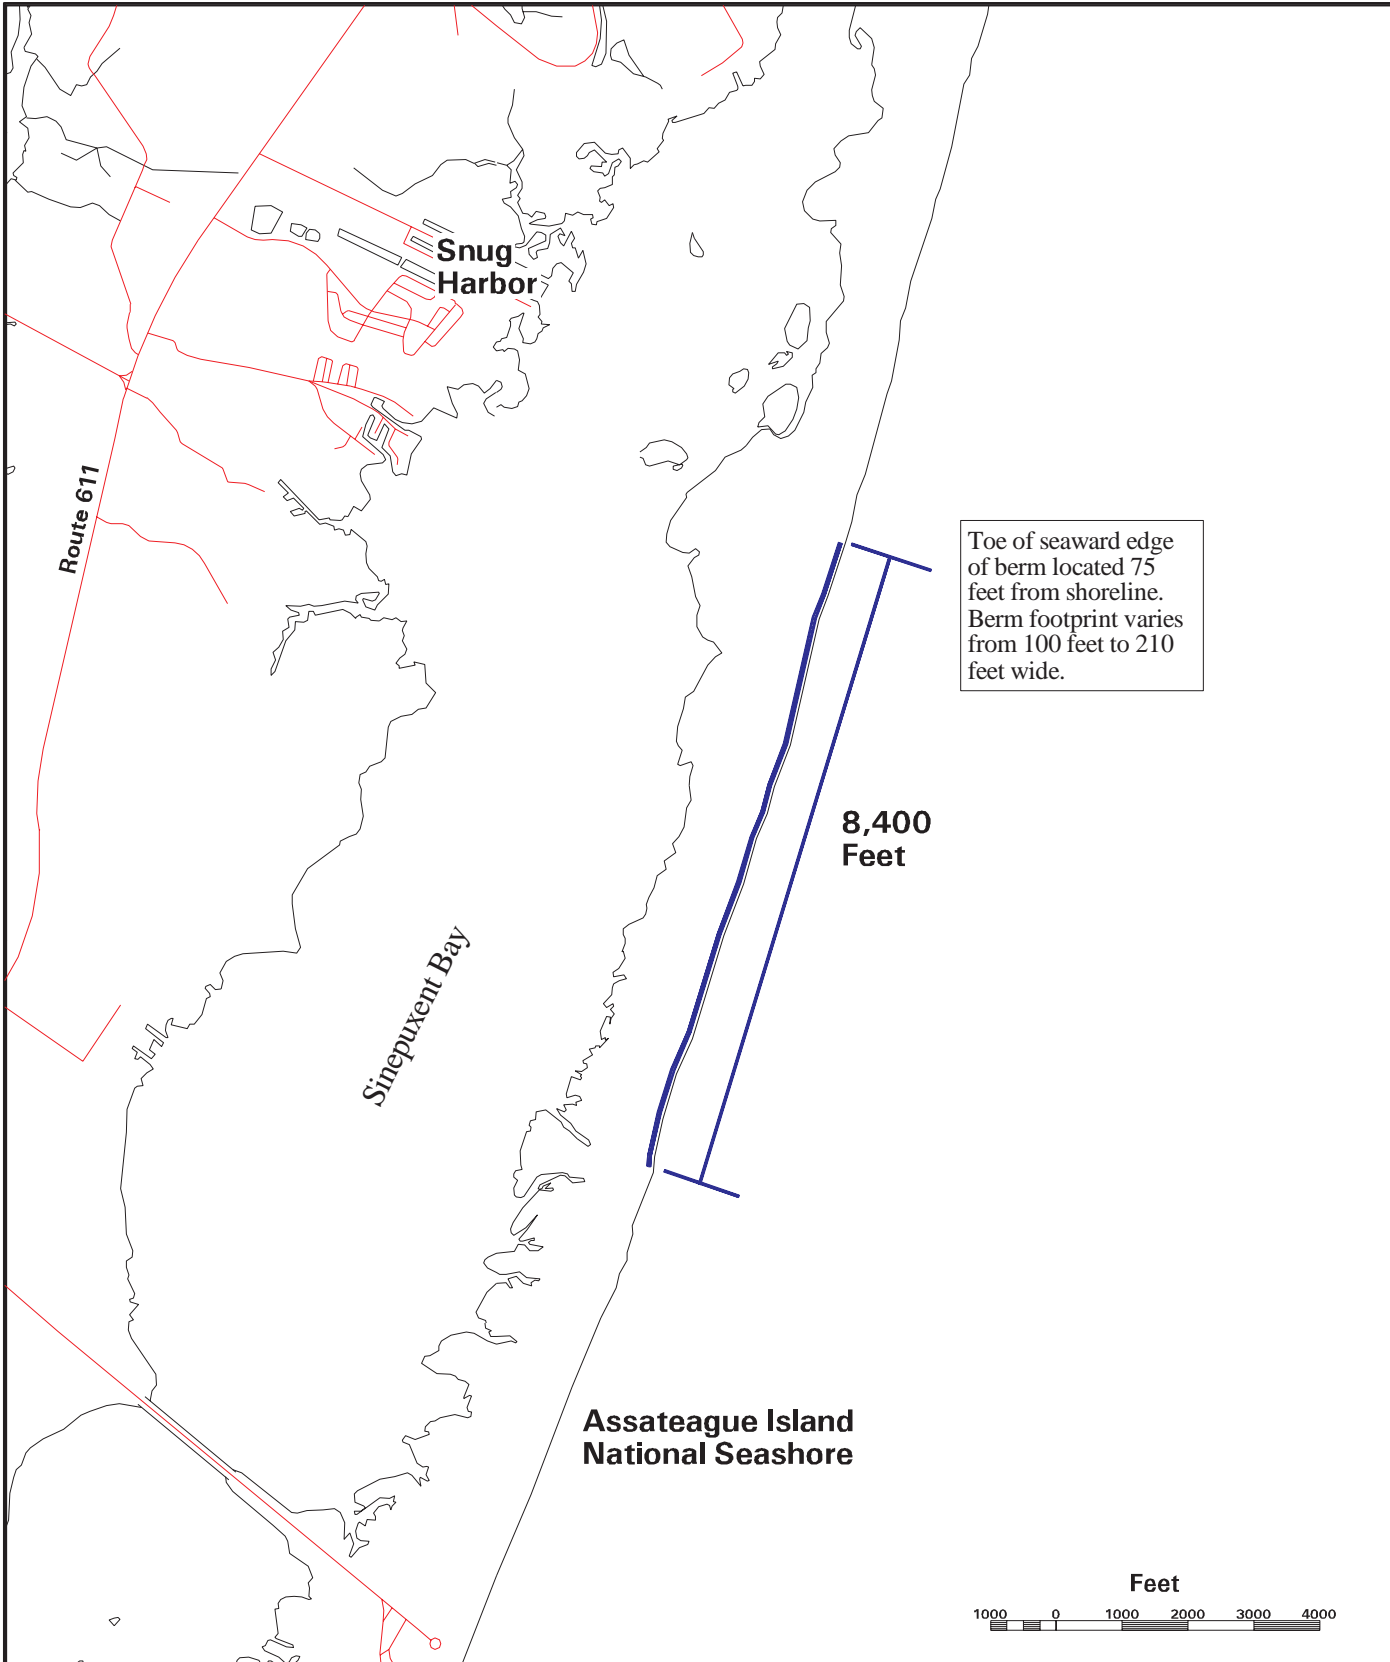 Snug
Harbor
Route 611
Toe of seaward edge
of berm located 75
feet from shoreline.
Berm footprint varies
from 100 feet to 210
feet wide.
8,400
Feet
Sinepuxent Bay
Assateague Island
National Seashore
Feet
1000 0 1000 2000 3000 4000